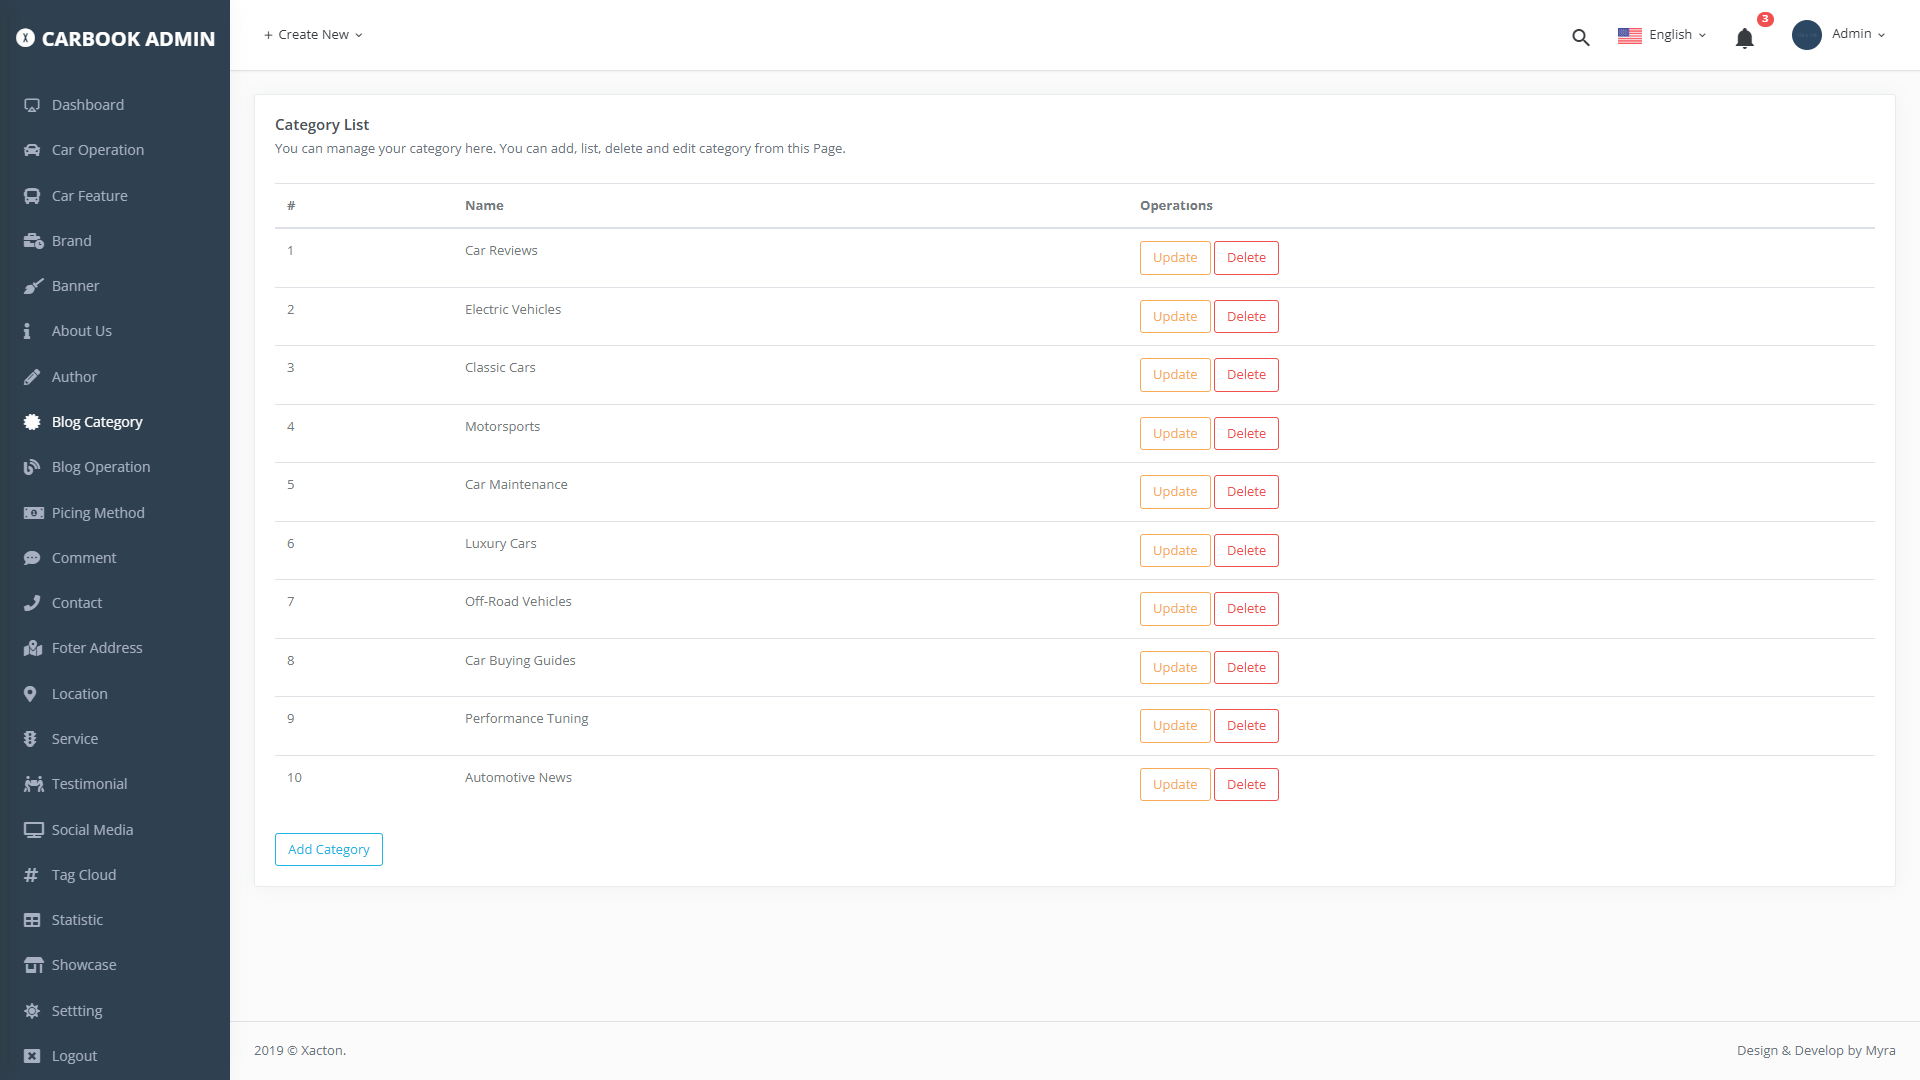 CARBOOK ADMIN
+ Create New
English
3
Admin
Dashboard
Car Operation
Car Feature
Brand
Banner
About Us
Author
Blog Category
Blog Operation
Picing Method
Comment
Contact
Foter Address
Location
Service
Testimonial
Social Media
Tag Cloud
Statistic
Showcase
Settting
Logout
Category List
You can manage your category here. You can add, list, delete and edit category from this Page.
# Name Operations
1 Car Reviews Update Delete
2 Electric Vehicles Update Delete
3 Classic Cars Update Delete
4 Motorsports Update Delete
5 Car Maintenance Update Delete
6 Luxury Cars Update Delete
7 Off-Road Vehicles Update Delete
8 Car Buying Guides Update Delete
9 Performance Tuning Update Delete
10 Automotive News Update Delete
Add Category
2019 © Xacton.
Design & Develop by Myra